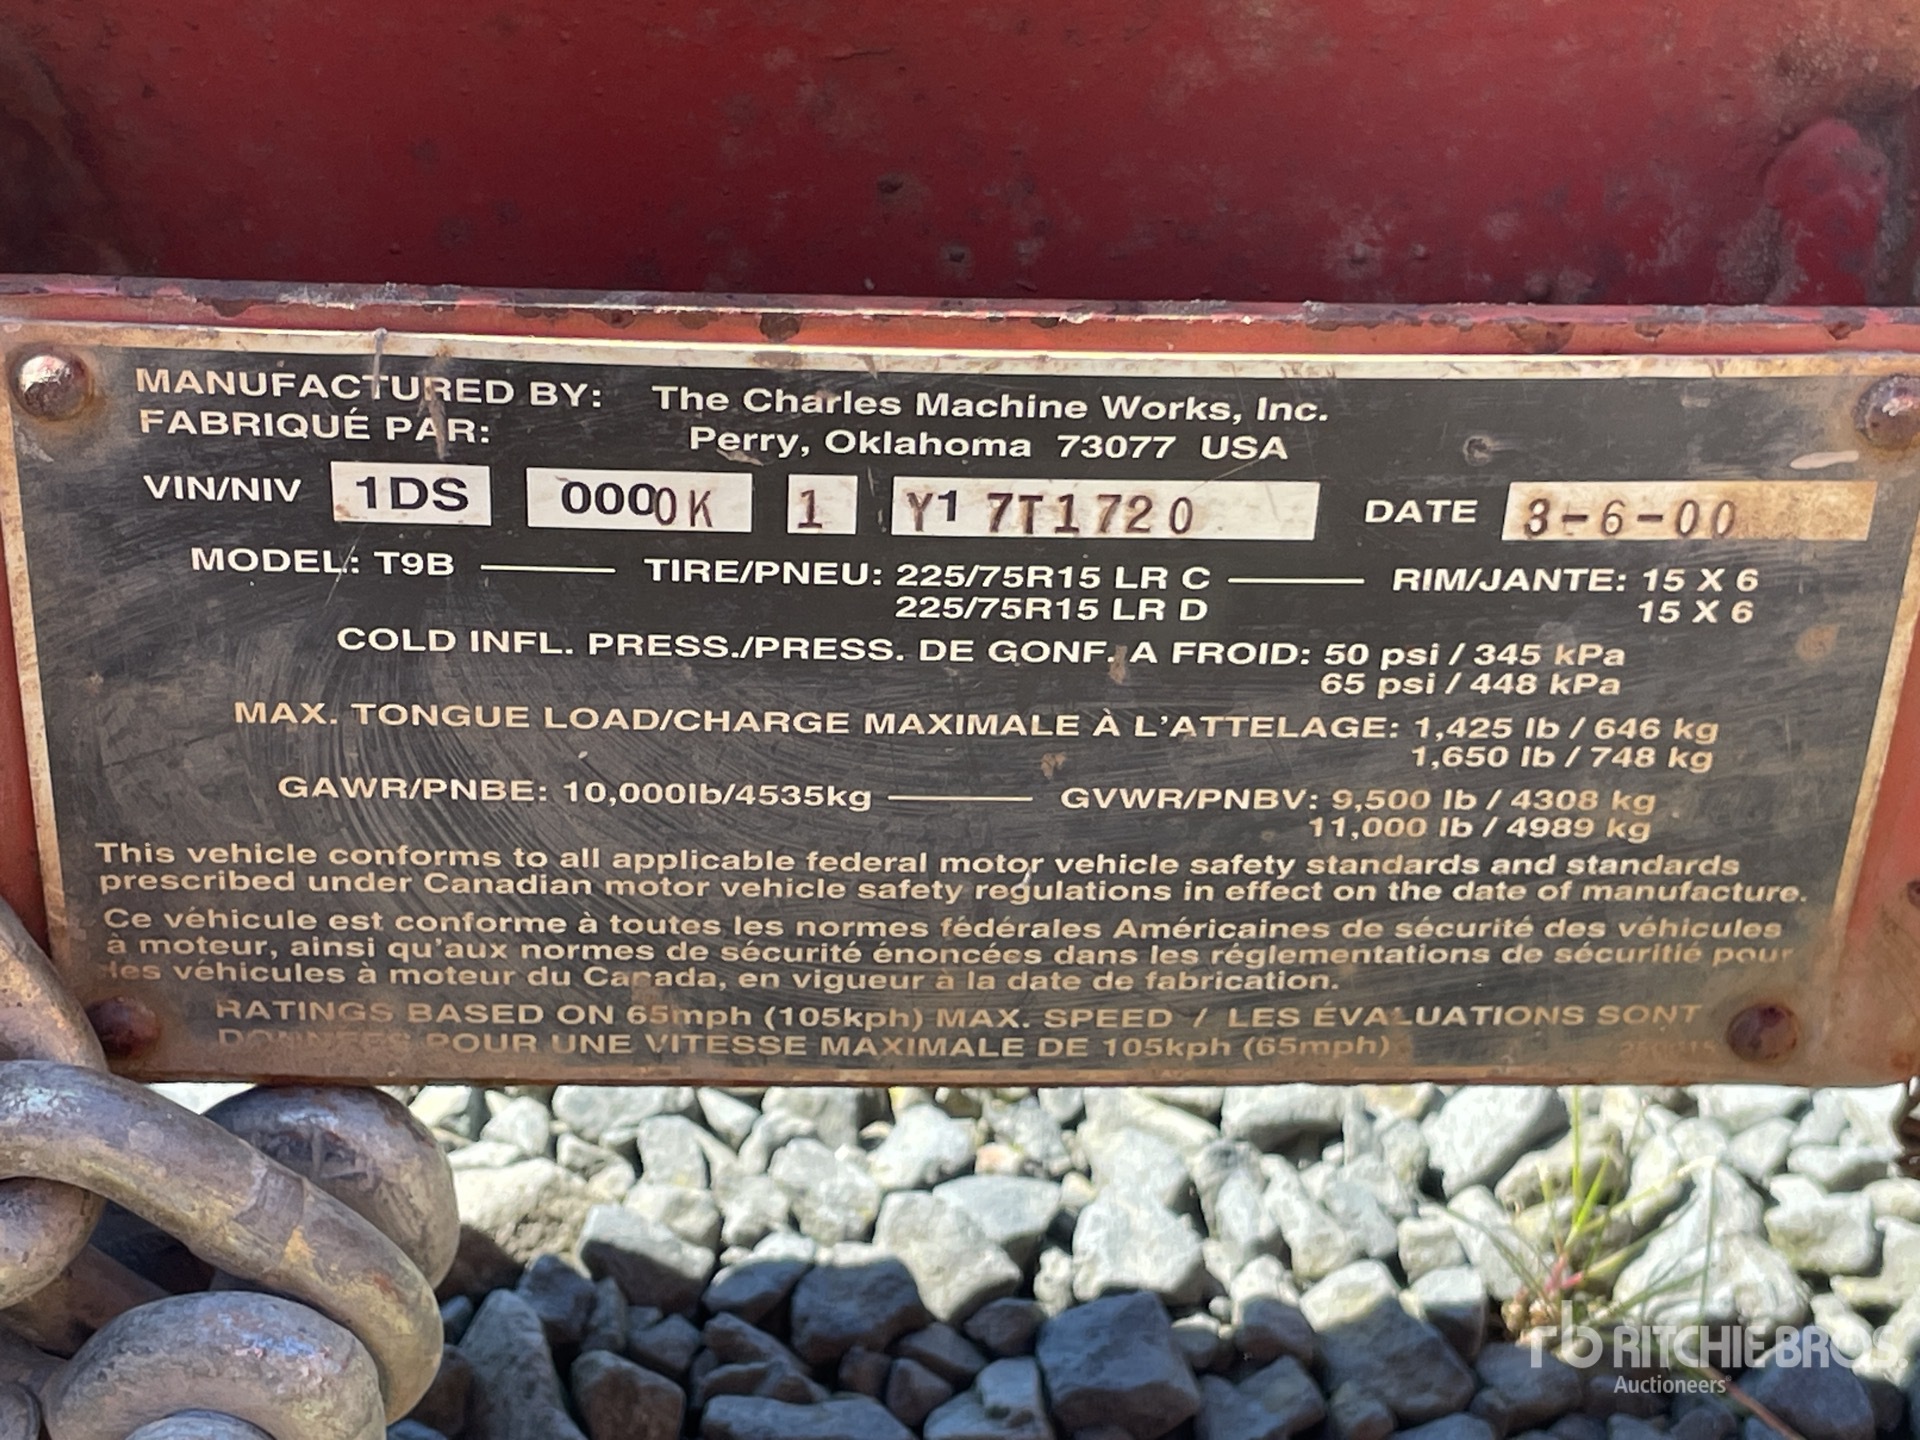 MANUFACTURED BY: The Charles Machine Works, Inc.
FABRIQUÉ PAR: Perry, Oklahoma 73077 USA
VIN/NIV 1DS 0000K 1 Y1 7T1720 DATE 3-6-00
MODEL: T9B TIRE/PNEU: 225/75R15 LR C RIM/JANTE: 15 X 6
225/75R15 LR D 15 X 6
COLD INFL. PRESS./PRESS. DE GONF. A FROID: 50 psi / 345 kPa
65 psi / 448 kPa
MAX. TONGUE LOAD/CHARGE MAXIMALE À L'ATTELAGE: 1,425 lb / 646 kg
1,650 lb / 748 kg
GAWR/PNBE: 10,000lb/4535kg GVWR/PNBV: 9,500 lb / 4308 kg
11,000 lb / 4989 kg
This vehicle conforms to all applicable federal motor vehicle safety standards and standards
prescribed under Canadian motor vehicle safety regulations in effect on the date of manufacture.
Ce véhicule est conforme à toutes les normes fédérales Américaines de sécurité des véhicules
à moteur, ainsi qu'aux normes de sécurité énoncées dans les réglementations de sécuritié pour
les véhicules à moteur du Canada, en vigueur à la date de fabrication.
RATINGS BASED ON 65mph (105kph) MAX. SPEED / LES ÉVALUATIONS SONT
DONNÉES POUR UNE VITESSE MAXIMALE DE 105kph (65mph)
RITCHIE BROS.
Auctioneers